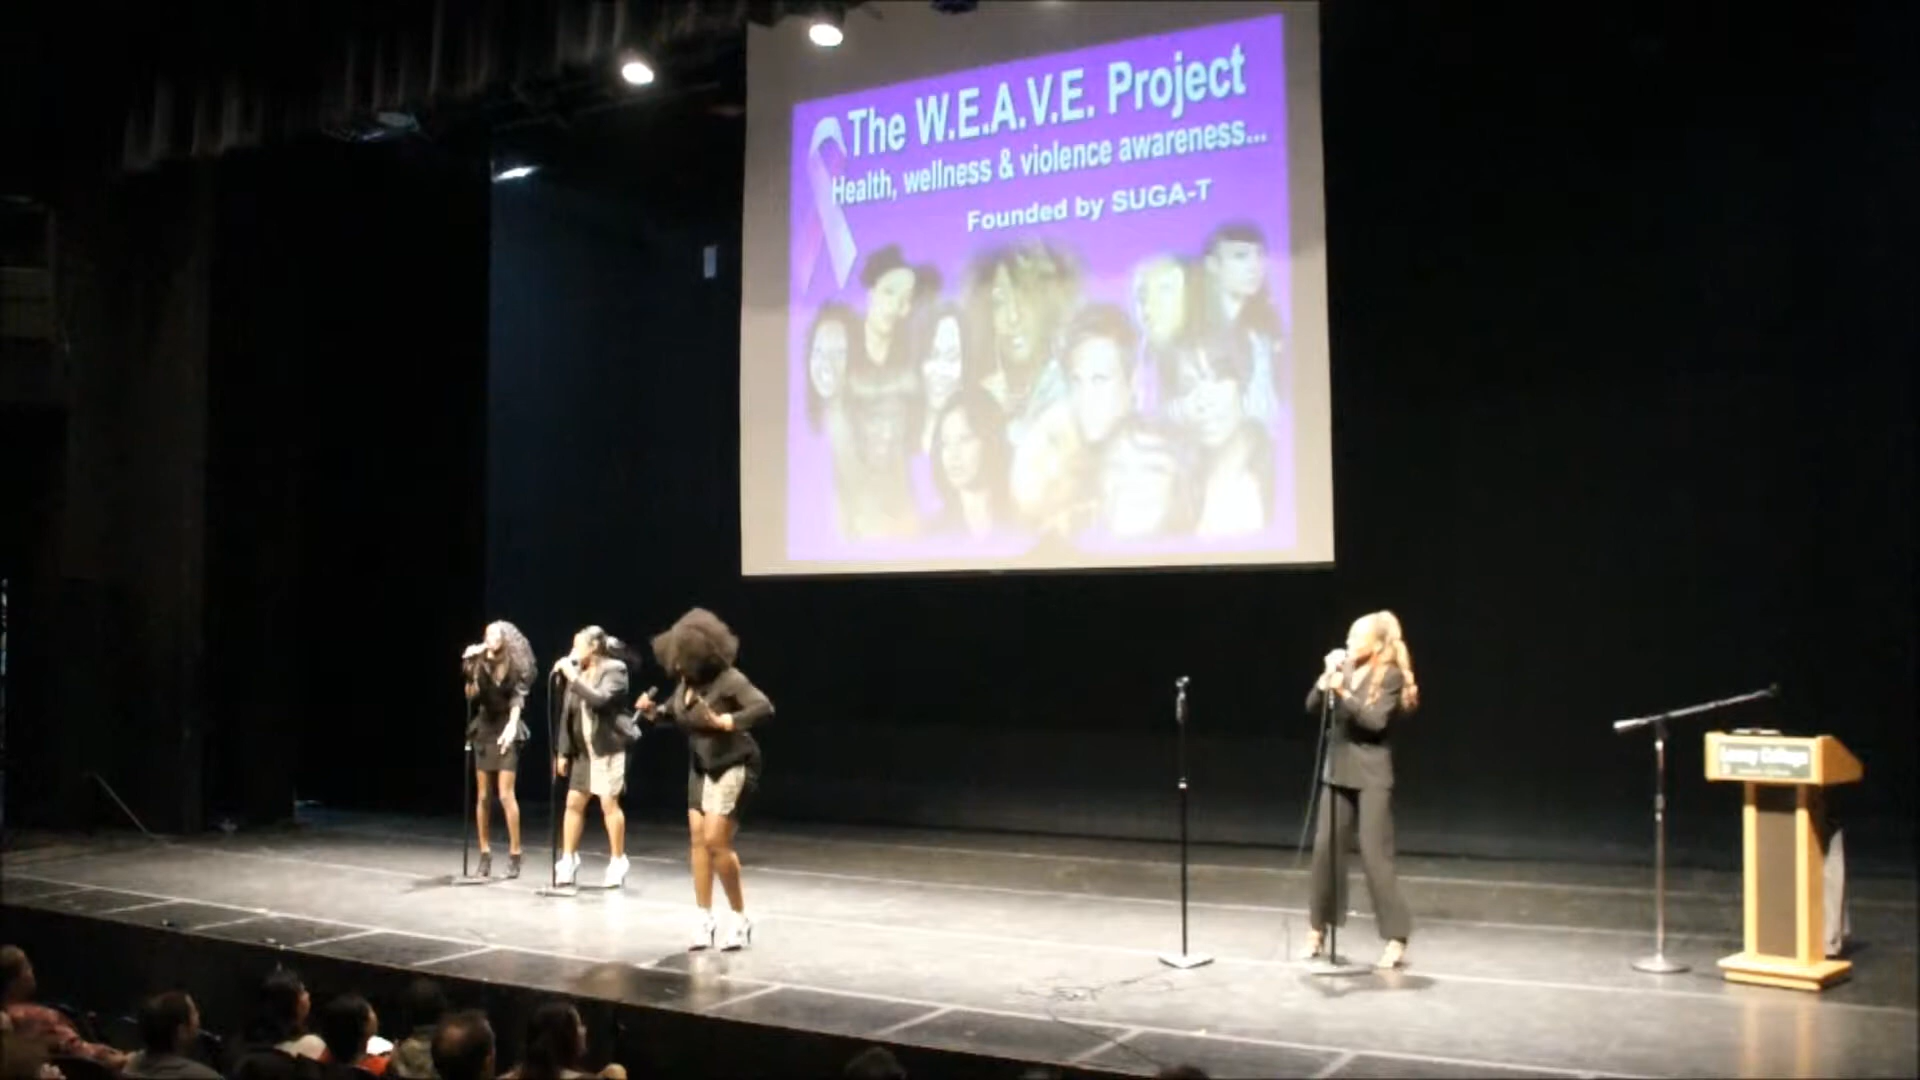 The W.E.A.V.E. Project
Health, wellness & violence awareness...
Founded by SUGA-T